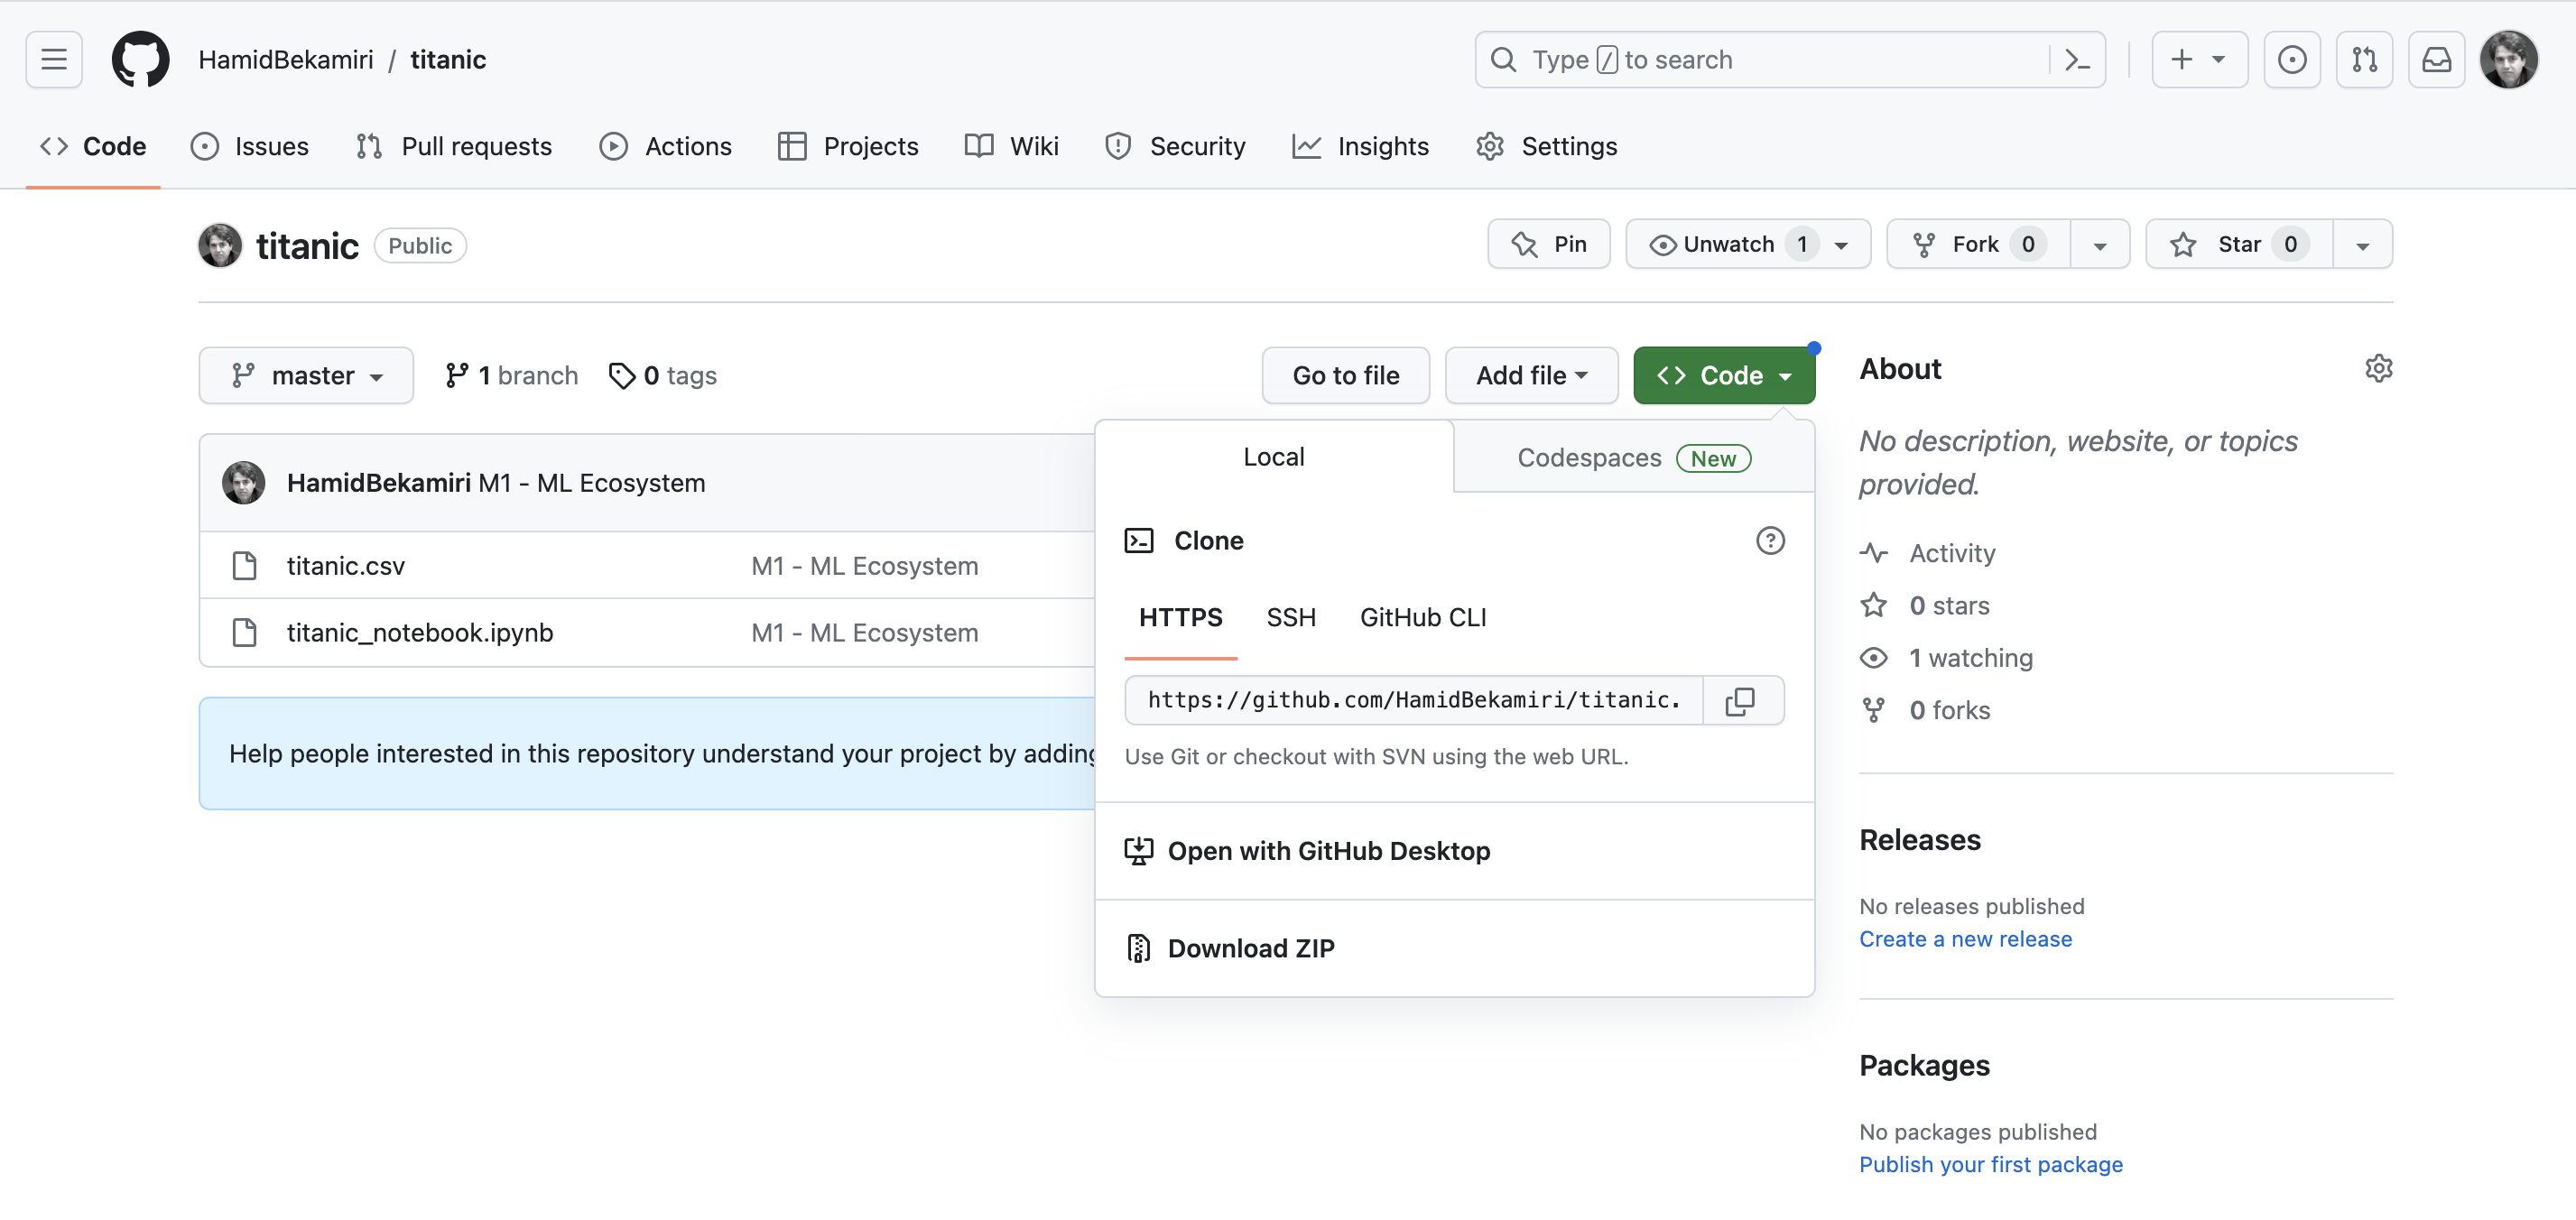 HamidBekamiri / titanic
Type / to search
Code
Issues
Pull requests
Actions
Projects
Wiki
Security
Insights
Settings
titanic Public
Pin
Unwatch 1
Fork 0
Star 0
master
1 branch
0 tags
Go to file
Add file
Code
HamidBekamiri M1 - ML Ecosystem
titanic.csv M1 - ML Ecosystem
titanic_notebook.ipynb M1 - ML Ecosystem
Help people interested in this repository understand your project by adding
Local
Codespaces New
Clone
HTTPS SSH GitHub CLI
https://github.com/HamidBekamiri/titanic.
Use Git or checkout with SVN using the web URL.
Open with GitHub Desktop
Download ZIP
About
No description, website, or topics
provided.
Activity
0 stars
1 watching
0 forks
Releases
No releases published
Create a new release
Packages
No packages published
Publish your first package